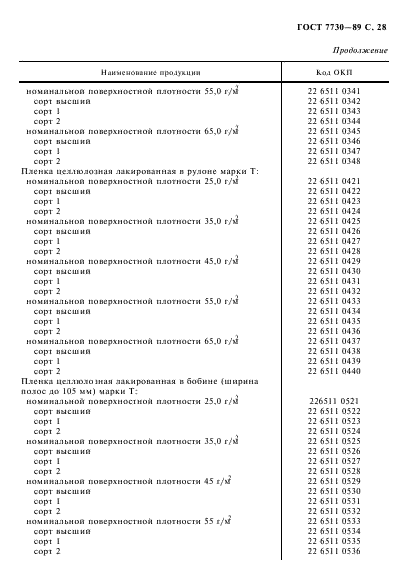 ГОСТ 7730—89 С. 28
Продолжение
Наименование продукции Код ОКП
номинальной поверхностной плотности 55,0 г/м² 22 6511 0341
сорт высший 22 6511 0342
сорт 1 22 6511 0343
сорт 2 22 6511 0344
номинальной поверхностной плотности 65,0 г/м² 22 6511 0345
сорт высший 22 6511 0346
сорт 1 22 6511 0347
сорт 2 22 6511 0348
Пленка целлюлозная лакированная в рулоне марки Т:
номинальной поверхностной плотности 25,0 г/м² 22 6511 0421
сорт высший 22 6511 0422
сорт 1 22 6511 0423
сорт 2 22 6511 0424
номинальной поверхностной плотности 35,0 г/м² 22 6511 0425
сорт высший 22 6511 0426
сорт 1 22 6511 0427
сорт 2 22 6511 0428
номинальной поверхностной плотности 45,0 г/м² 22 6511 0429
сорт высший 22 6511 0430
сорт 1 22 6511 0431
сорт 2 22 6511 0432
номинальной поверхностной плотности 55,0 г/м² 22 6511 0433
сорт высший 22 6511 0434
сорт 1 22 6511 0435
сорт 2 22 6511 0436
номинальной поверхностной плотности 65,0 г/м² 22 6511 0437
сорт высший 22 6511 0438
сорт 1 22 6511 0439
сорт 2 22 6511 0440
Пленка целлюлозная лакированная в бобине (ширина
полос до 105 мм) марки Т:
номинальной поверхностной плотности 25,0 г/м² 226511 0521
сорт высший 22 6511 0522
сорт 1 22 6511 0523
сорт 2 22 6511 0524
номинальной поверхностной плотности 35,0 г/м² 22 6511 0525
сорт высший 22 6511 0526
сорт 1 22 6511 0527
сорт 2 22 6511 0528
номинальной поверхностной плотности 45 г/м² 22 6511 0529
сорт высший 22 6511 0530
сорт 1 22 6511 0531
сорт 2 22 6511 0532
номинальной поверхностной плотности 55 г/м² 22 6511 0533
сорт высший 22 6511 0534
сорт 1 22 6511 0535
сорт 2 22 6511 0536